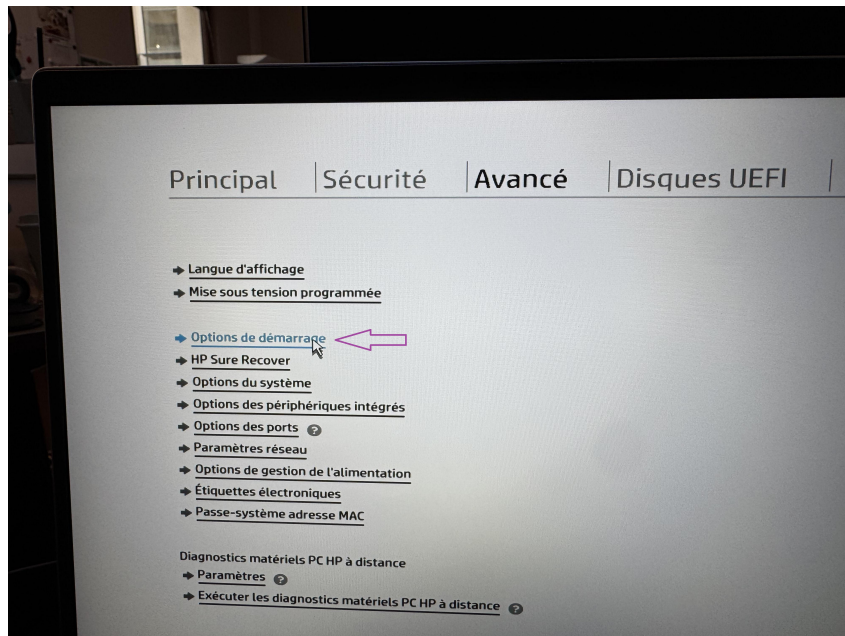 Principal Sécurité Avancé Disques UEFI
Langue d'affichage
Mise sous tension programmée
Options de démarrage
HP Sure Recover
Options du système
Options des périphériques intégrés
Options des ports ?
Paramètres réseau
Options de gestion de l'alimentation
Étiquettes électroniques
Passe-système adresse MAC
Diagnostics matériels PC HP à distance
Paramètres ?
Exécuter les diagnostics matériels PC HP à distance ?